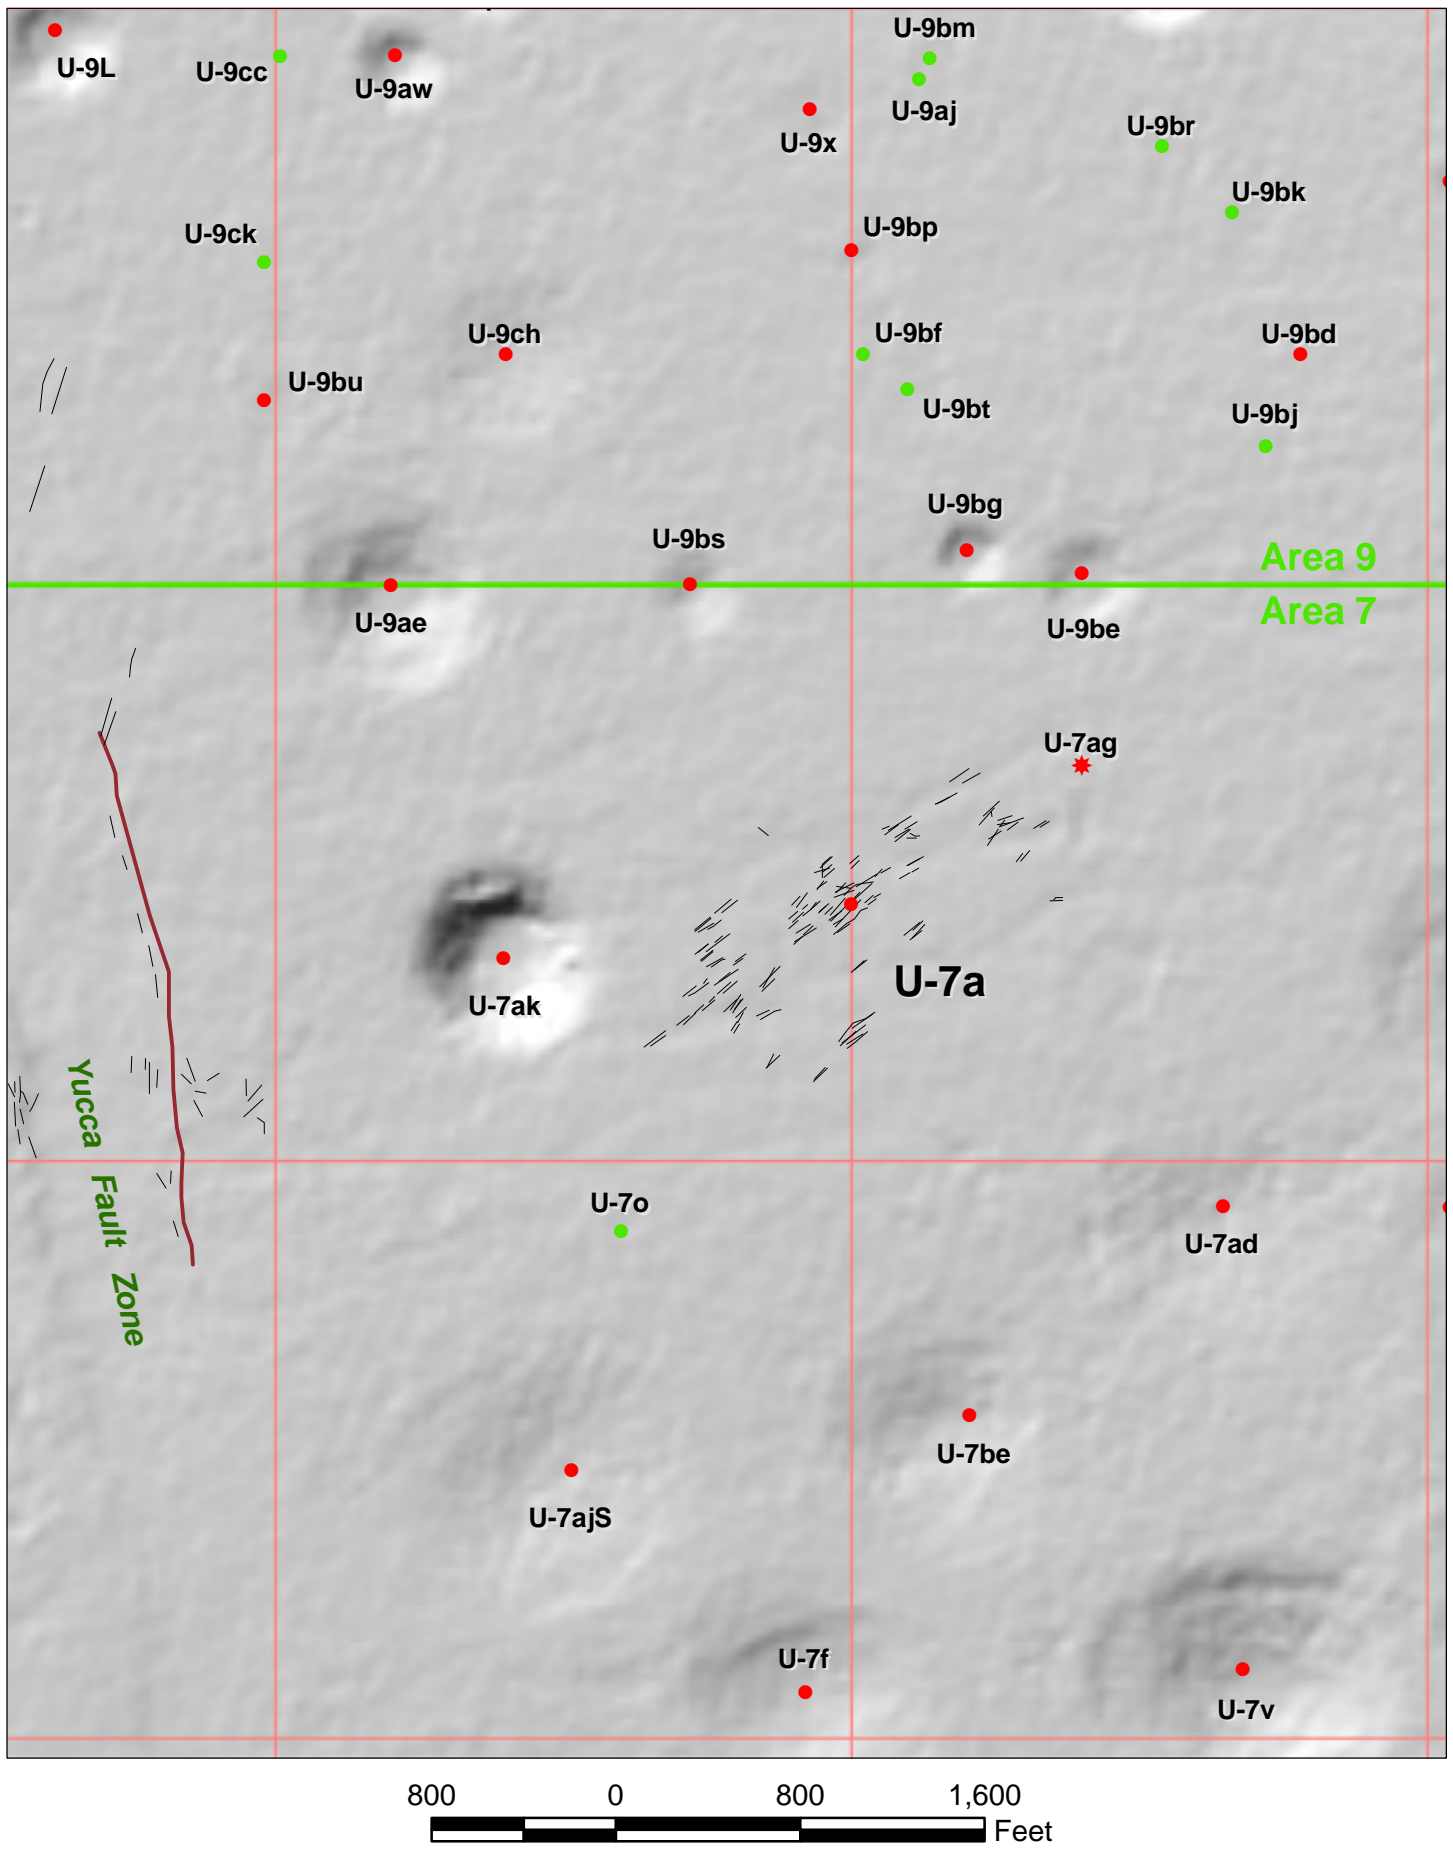 U-9bm
U-9L
U-9cc
U-9aw
U-9aj
U-9x
U-9br
U-9bk
U-9ck
U-9bp
U-9ch
U-9bf
U-9bd
U-9bu
U-9bt
U-9bj
U-9bg
U-9bs
Area 9
Area 7
U-9ae
U-9be
U-7ag
U-7a
U-7ak
Yucca Fault Zone
U-7o
U-7ad
U-7be
U-7ajS
U-7f
U-7v
800 0 800 1,600
Feet